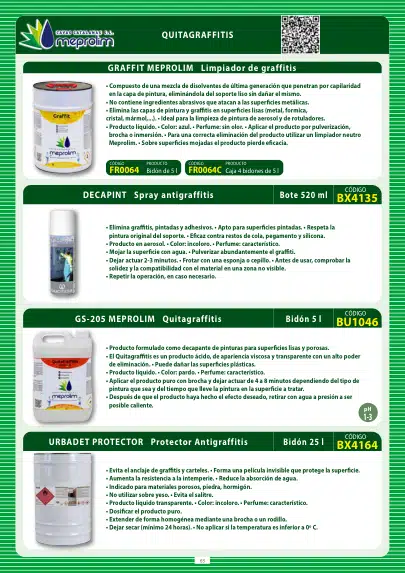 CAYAS CATALANAS S.L.
meprolim
QUITAGRAFFITIS
GRAFFIT MEPROLIM Limpiador de graffitis
• Compuesto de una mezcla de disolventes de última generación que penetran por capilaridad
en la capa de pintura, eliminándola del soporte liso sin dañar el mismo.
• No contiene ingredientes abrasivos que atacan a las superficies metálicas.
• Elimina las capas de pintura y graffitis en superficies lisas (metal, formica,
cristal, mármol,...). • Ideal para la limpieza de pintura de aerosol y de rotuladores.
• Producto líquido. • Color: azul. • Perfume: sin olor. • Aplicar el producto por pulverización,
brocha o inmersión. • Para una correcta eliminación del producto utilizar un limpiador neutro
Meprolim. • Sobre superficies mojadas el producto pierde eficacia.
Graffit
meprolim
CÓDIGO PRODUCTO
FR0064 Bidón de 5 l
CÓDIGO PRODUCTO
FR0064C Caja 4 bidones de 5 l
DECAPINT Spray antigraffitis Bote 520 ml
CÓDIGO
BX4135
• Elimina graffitis, pintadas y adhesivos. • Apto para superficies pintadas. • Respeta la
pintura original del soporte. • Eficaz contra restos de cola, pegamento y silicona.
• Producto en aerosol. • Color: incoloro. • Perfume: característico.
• Mojar la superficie con agua. • Pulverizar abundantemente el graffiti.
• Dejar actuar 2-3 minutos. • Frotar con una esponja o cepillo. • Antes de usar, comprobar la
solidez y la compatibilidad con el material en una zona no visible.
• Repetir la operación, en caso necesario.
GS-205 MEPROLIM Quitagraffitis Bidón 5 l
CÓDIGO
BU1046
• Producto formulado como decapante de pinturas para superficies lisas y porosas.
• El Quitagraffitis es un producto ácido, de apariencia viscosa y transparente con un alto poder
de eliminación. • Puede dañar las superficies plásticas.
• Producto líquido. • Color: pardo. • Perfume: característico.
• Aplicar el producto puro con brocha y dejar actuar de 4 a 8 minutos dependiendo del tipo de
pintura que sea y del tiempo que lleve la pintura en la superficie a tratar.
• Después de que el producto haya hecho el efecto deseado, retirar con agua a presión a ser
posible caliente.
meprolim
pH
1-3
URBADET PROTECTOR Protector Antigraffitis Bidón 25 l
CÓDIGO
BX4164
• Evita el anclaje de graffitis y carteles. • Forma una película invisible que protege la superficie.
• Aumenta la resistencia a la intemperie. • Reduce la absorción de agua.
• Indicado para materiales porosos, piedra, hormigón.
• No utilizar sobre yeso. • Evita el salitre.
• Producto líquido transparente. • Color: incoloro. • Perfume: característico.
• Dosificar el producto puro.
• Extender de forma homogénea mediante una brocha o un rodillo.
• Dejar secar (mínimo 24 horas). • No aplicar si la temperatura es inferior a 0º C.